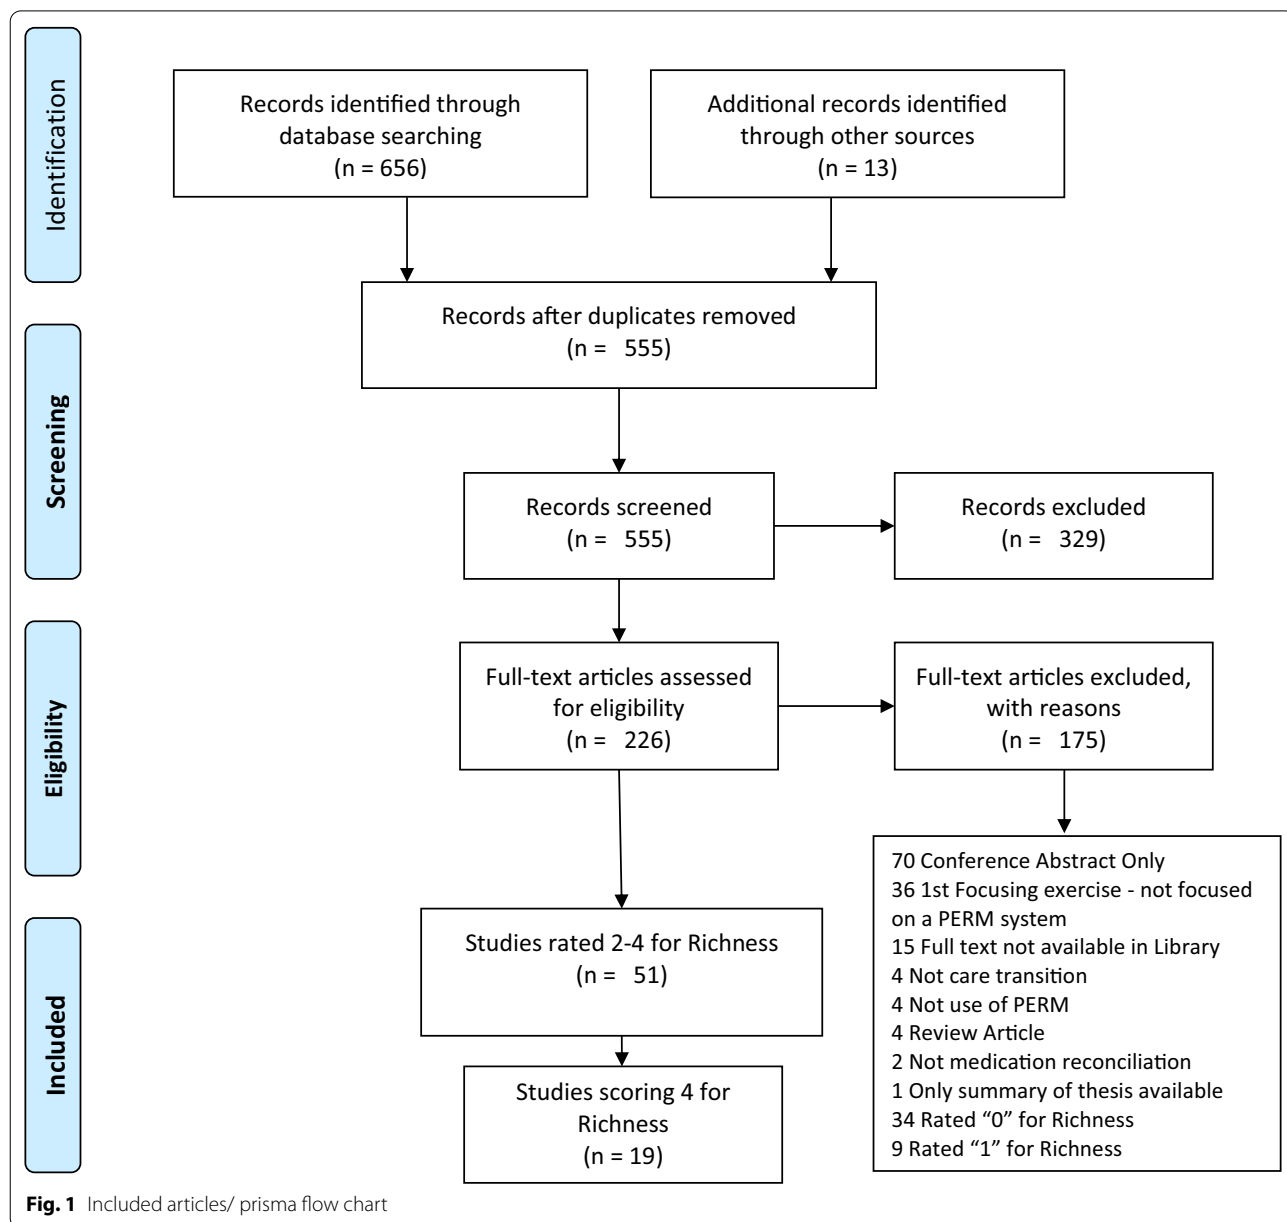 Identification
Records identified through
database searching
(n = 656)
Additional records identified
through other sources
(n = 13)
Records after duplicates removed
(n = 555)
Screening
Records screened
(n = 555)
Records excluded
(n = 329)
Eligibility
Full-text articles assessed
for eligibility
(n = 226)
Full-text articles excluded,
with reasons
(n = 175)
70 Conference Abstract Only
36 1st Focusing exercise - not focused
on a PERM system
15 Full text not available in Library
4 Not care transition
4 Not use of PERM
4 Review Article
2 Not medication reconciliation
1 Only summary of thesis available
34 Rated “0” for Richness
9 Rated “1” for Richness
Included
Studies rated 2-4 for Richness
(n = 51)
Studies scoring 4 for
Richness
(n = 19)
Fig. 1 Included articles/ prisma flow chart